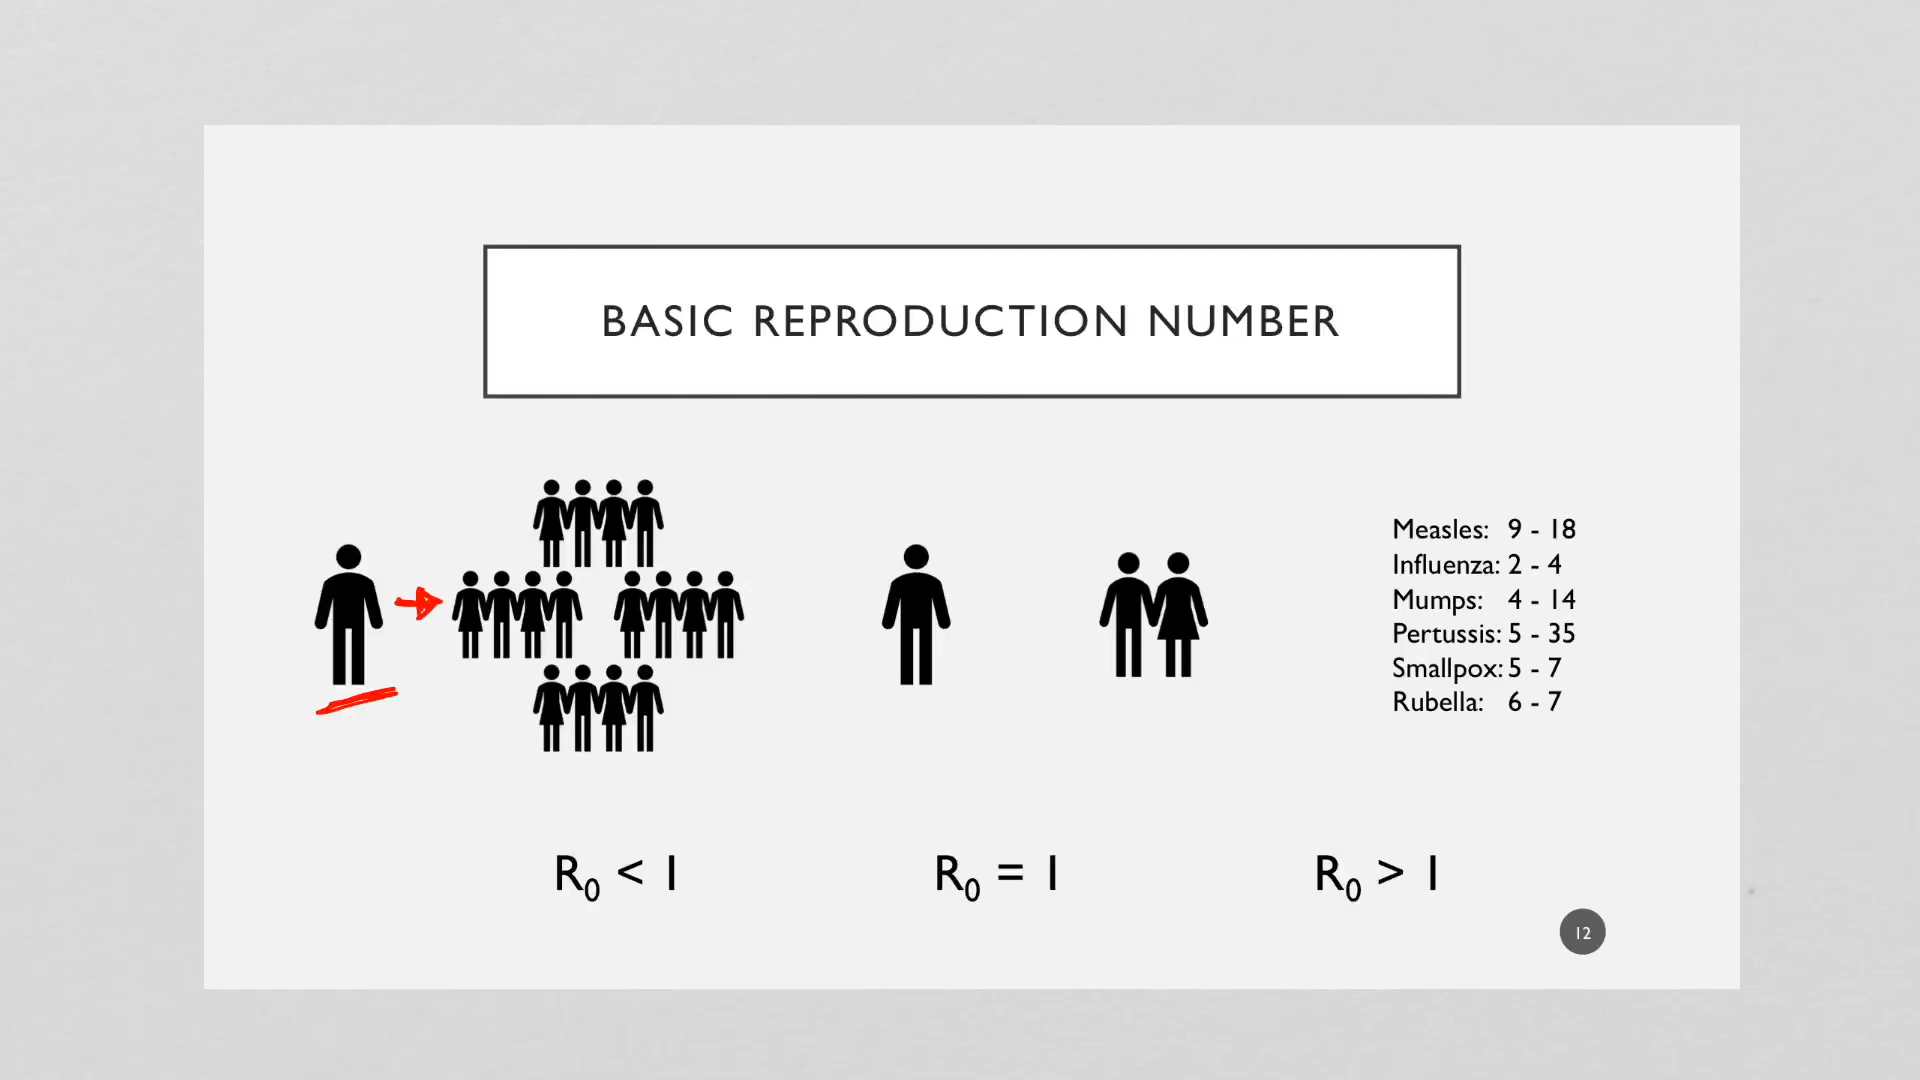 BASIC REPRODUCTION NUMBER
Measles: 9 - 18
Influenza: 2 - 4
Mumps: 4 - 14
Pertussis: 5 - 35
Smallpox: 5 - 7
Rubella: 6 - 7
R₀ < 1
R₀ = 1
R₀ > 1
12